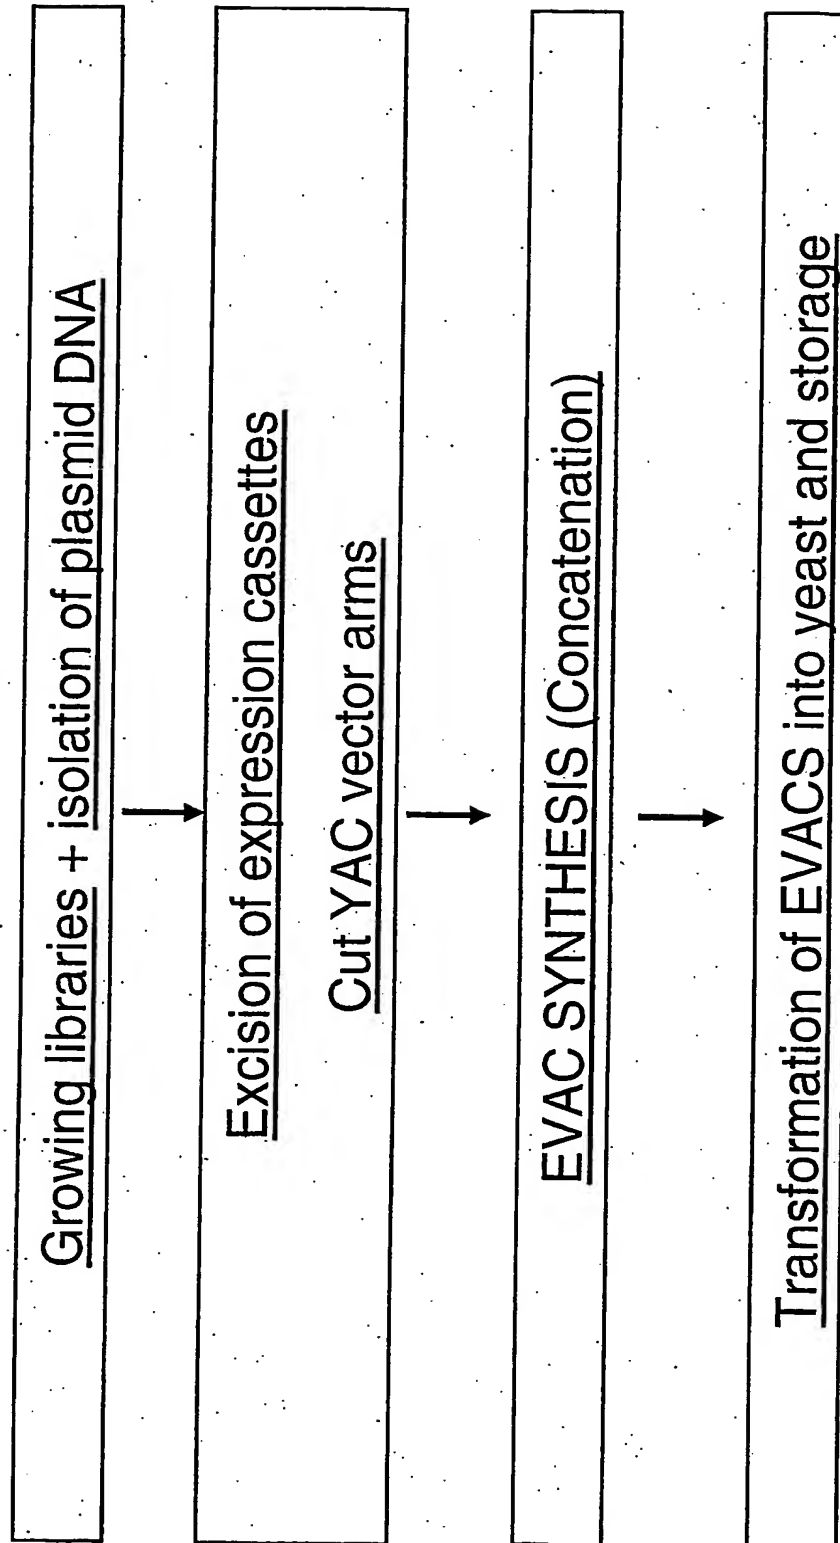 Growing libraries + isolation of plasmid DNA
Excision of expression cassettes
Cut YAC vector arms
EVAC SYNTHESIS (Concatenation)
Transformation of EVACS into yeast and storage